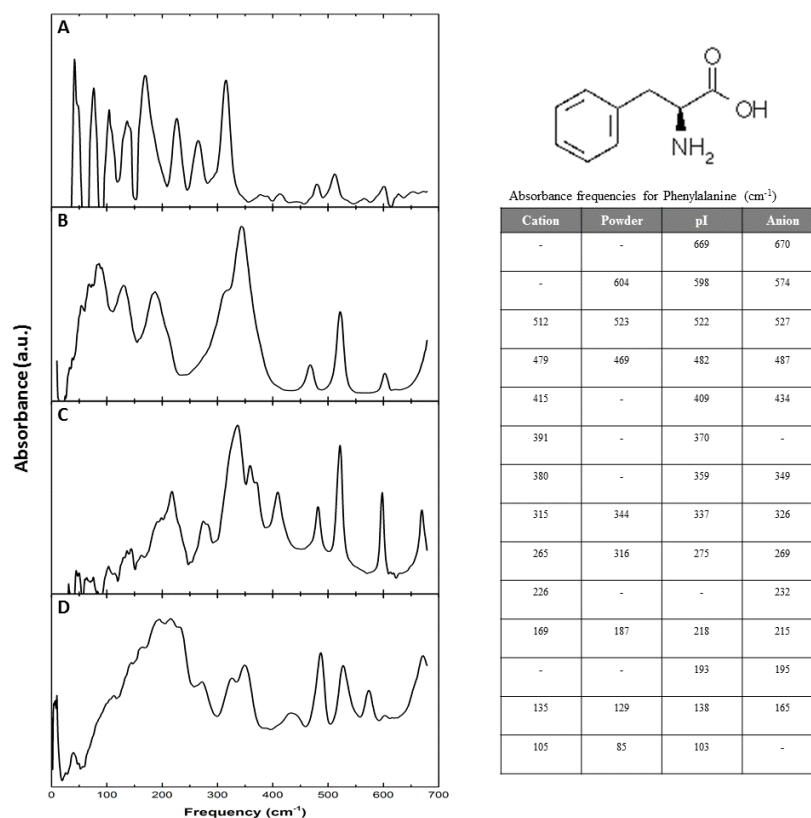 A
B
C
D
Absorbance (a.u.)
0 100 200 300 400 500 600 700
Frequency (cm-1)
O
OH
NH2
Absorbance frequencies for Phenylalanine (cm-1)
Cation Powder pI Anion
- - 669 670
- 604 598 574
512 523 522 527
479 469 482 487
415 - 409 434
391 - 370 -
380 - 359 349
315 344 337 326
265 316 275 269
226 - - 232
169 187 218 215
- - 193 195
135 129 138 165
105 85 103 -